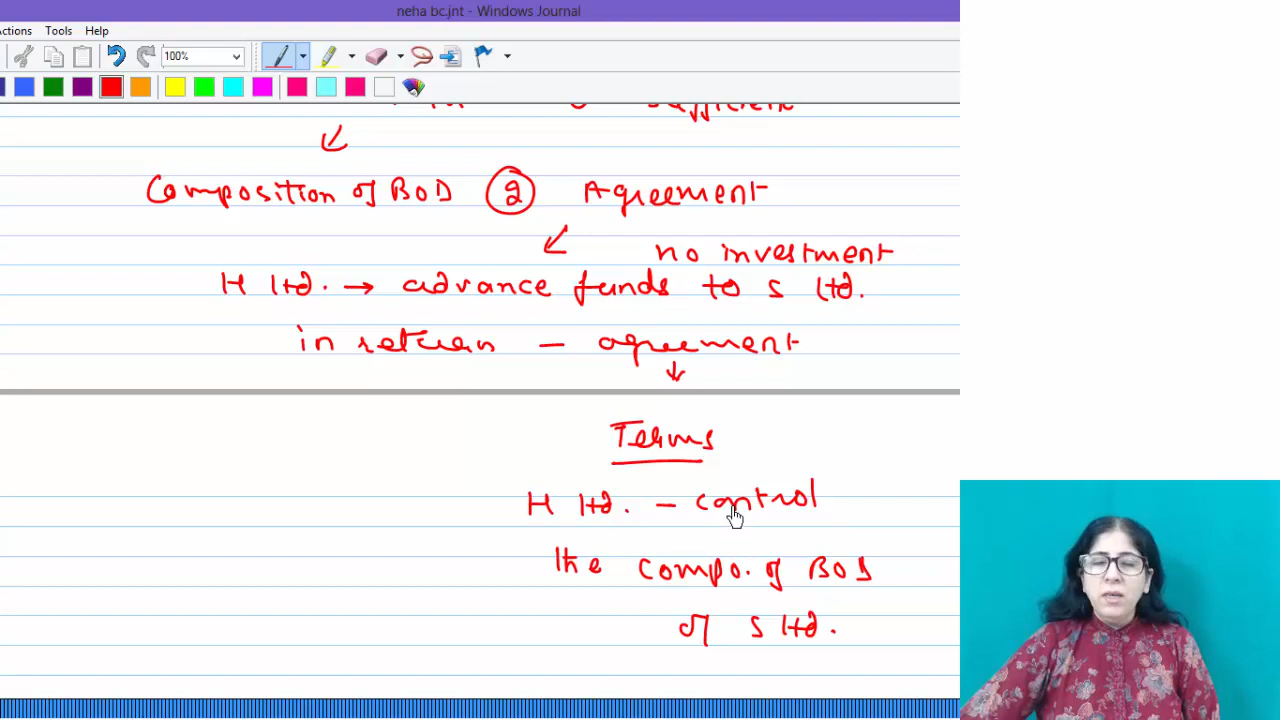 neha bc.jnt - Windows Journal
Actions Tools Help
100%
sufficient
Composition of BOD ② Agreement
no investment
H Ltd. → advance funds to S Ltd.
in return – agreement
Terms
H Ltd. – control
the compo. of BOD
of S Ltd.